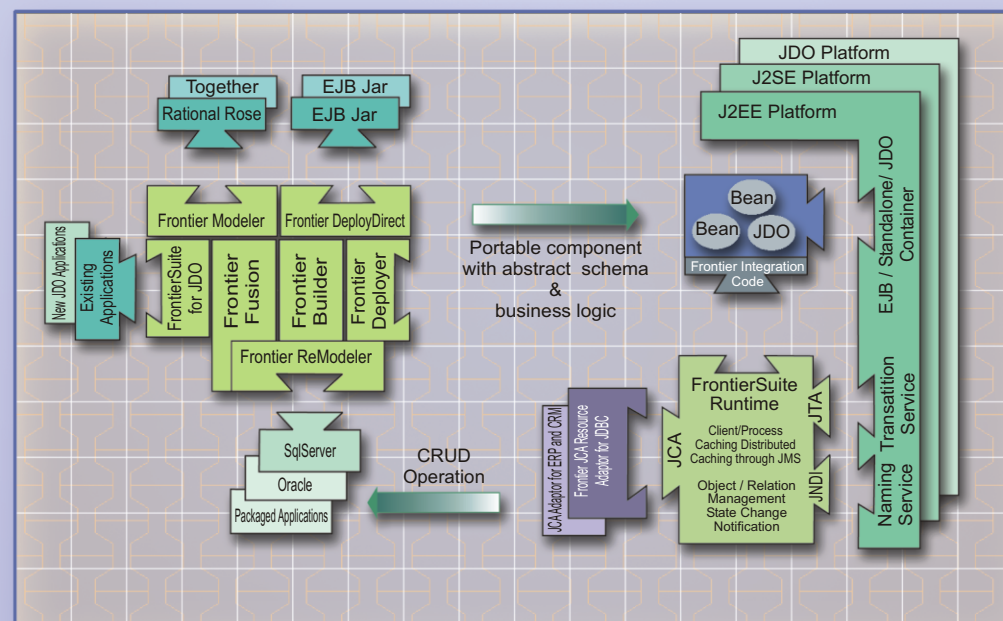 Together
Rational Rose
EJB Jar
EJB Jar
JDO Platform
J2SE Platform
J2EE Platform
Frontier Modeler
Frontier DeployDirect
New JDO Applications
Existing
Applications
FrontierSuite
for JDO
Frontier
Fusion
Frontier
Builder
Frontier
Deployer
Frontier ReModeler
SqlServer
Oracle
Packaged Applications
Portable component
with abstract schema
&
business logic
CRUD
Operation
Bean
Bean
JDO
Frontier Integration
Code
JCA Adaptor for ERP and CRM
Frontier JCA Resource
Adaptor for JDBC
JCA
FrontierSuite
Runtime
Client/Process
Caching Distributed
Caching through JMS
Object / Relation
Management
State Change
Notification
JTA
JNDI
EJB / Standalone/ JDO
Container
Transatition
Service
Naming
Service